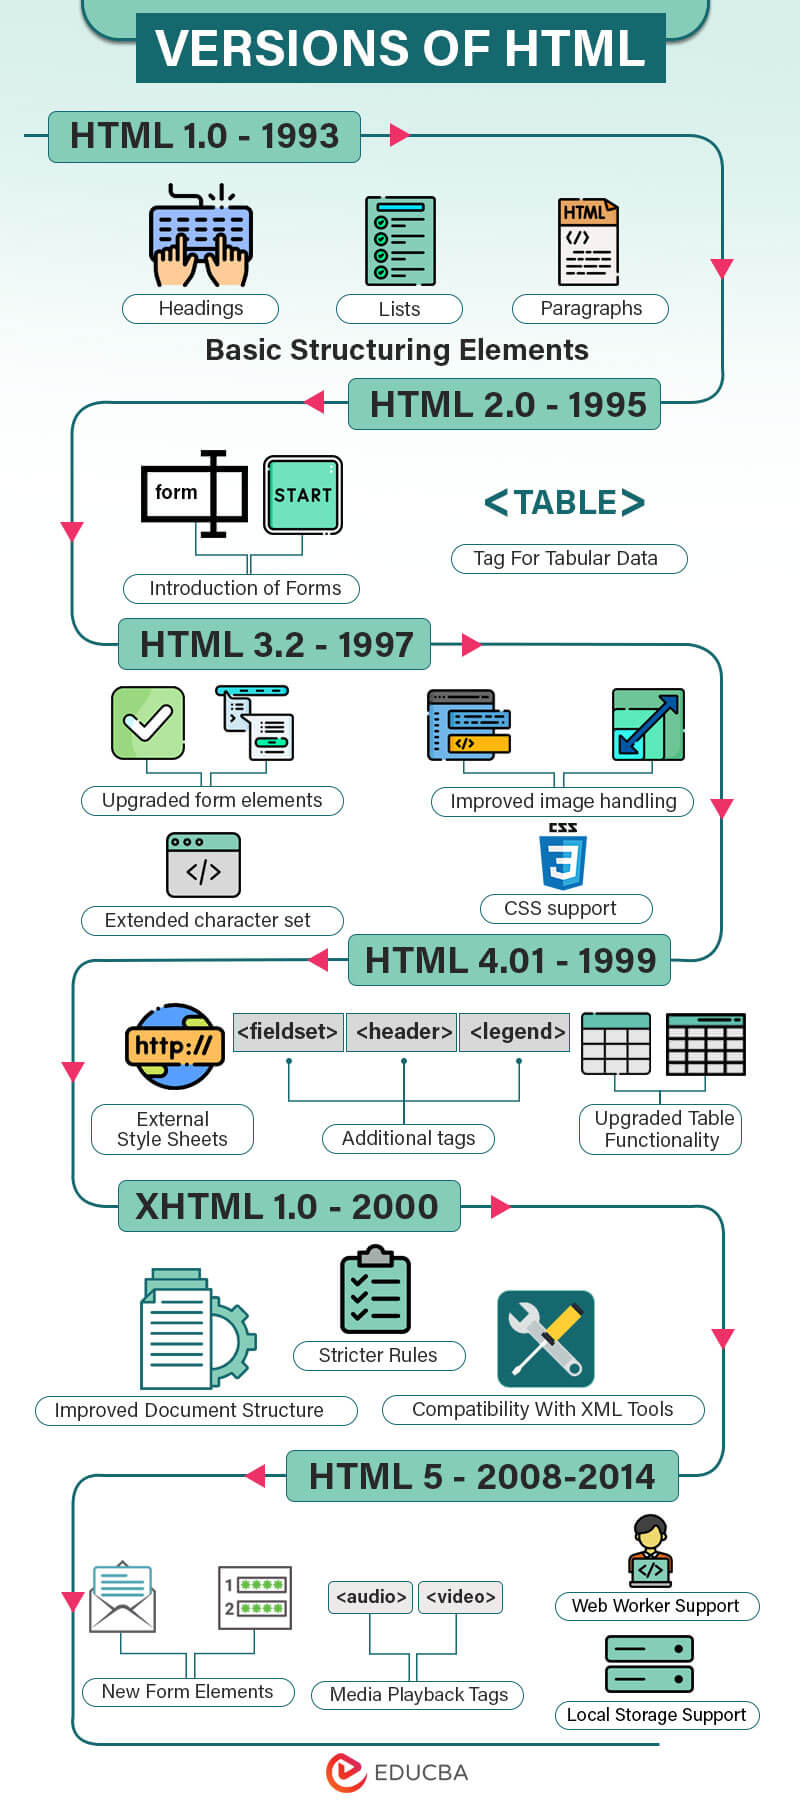 VERSIONS OF HTML
HTML 1.0 - 1993
HTML
</>
Headings
Lists
Paragraphs
Basic Structuring Elements
HTML 2.0 - 1995
form
START
<TABLE>
Tag For Tabular Data
Introduction of Forms
HTML 3.2 - 1997
</>
Upgraded form elements
Improved image handling
</>
CSS
3
Extended character set
CSS support
HTML 4.01 - 1999
http://
<fieldset>
<header>
<legend>
External
Style Sheets
Additional tags
Upgraded Table
Functionality
XHTML 1.0 - 2000
Stricter Rules
Improved Document Structure
Compatibility With XML Tools
HTML 5 - 2008-2014
1 ****
2 ****
<audio>
<video>
</>
Web Worker Support
New Form Elements
Media Playback Tags
Local Storage Support
EDUCBA